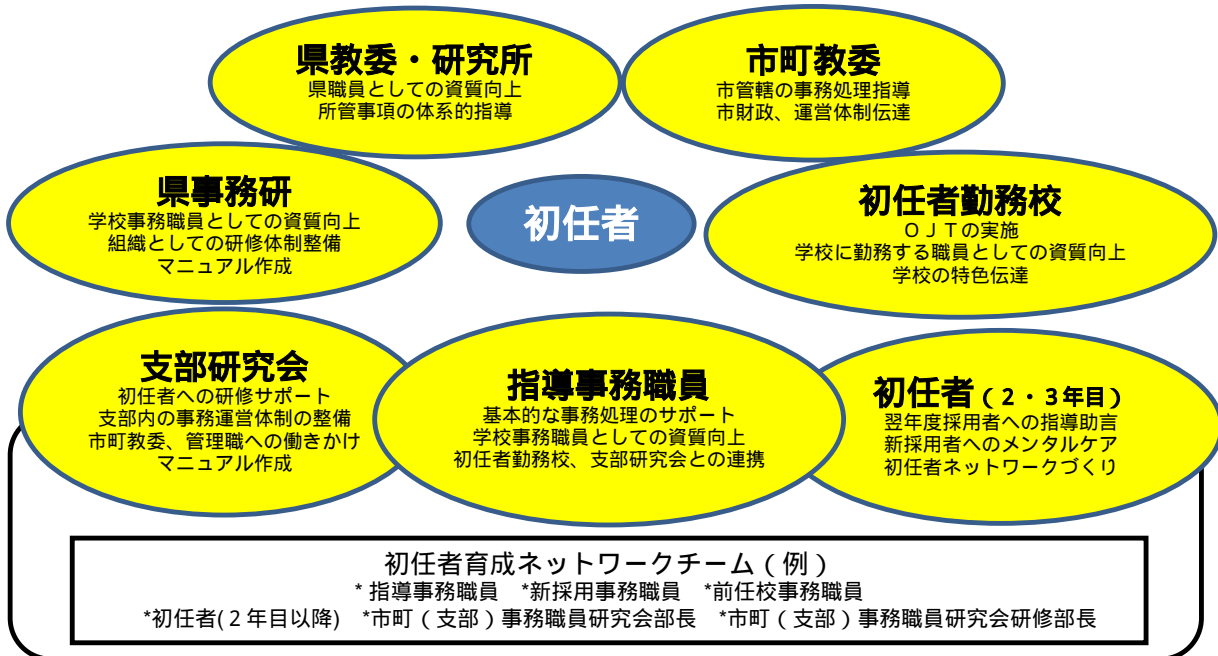 県教委・研究所
県職員としての資質向上
所管事項の体系的指導
市町教委
市管轄の事務処理指導
市財政、運営体制伝達
県事務研
学校事務職員としての資質向上
組織としての研修体制整備
マニュアル作成
初任者
初任者勤務校
ОJTの実施
学校に勤務する職員としての資質向上
学校の特色伝達
支部研究会
初任者への研修サポート
支部内の事務運営体制の整備
市町教委、管理職への働きかけ
マニュアル作成
指導事務職員
基本的な事務処理のサポート
学校事務職員としての資質向上
初任者勤務校、支部研究会との連携
初任者(2・3年目)
翌年度採用者への指導助言
新採用者へのメンタルケア
初任者ネットワークづくり
初任者育成ネットワークチーム(例)
* 指導事務職員 *新採用事務職員 *前任校事務職員
*初任者(2年目以降) *市町(支部)事務職員研究会部長 *市町(支部)事務職員研究会研修部長